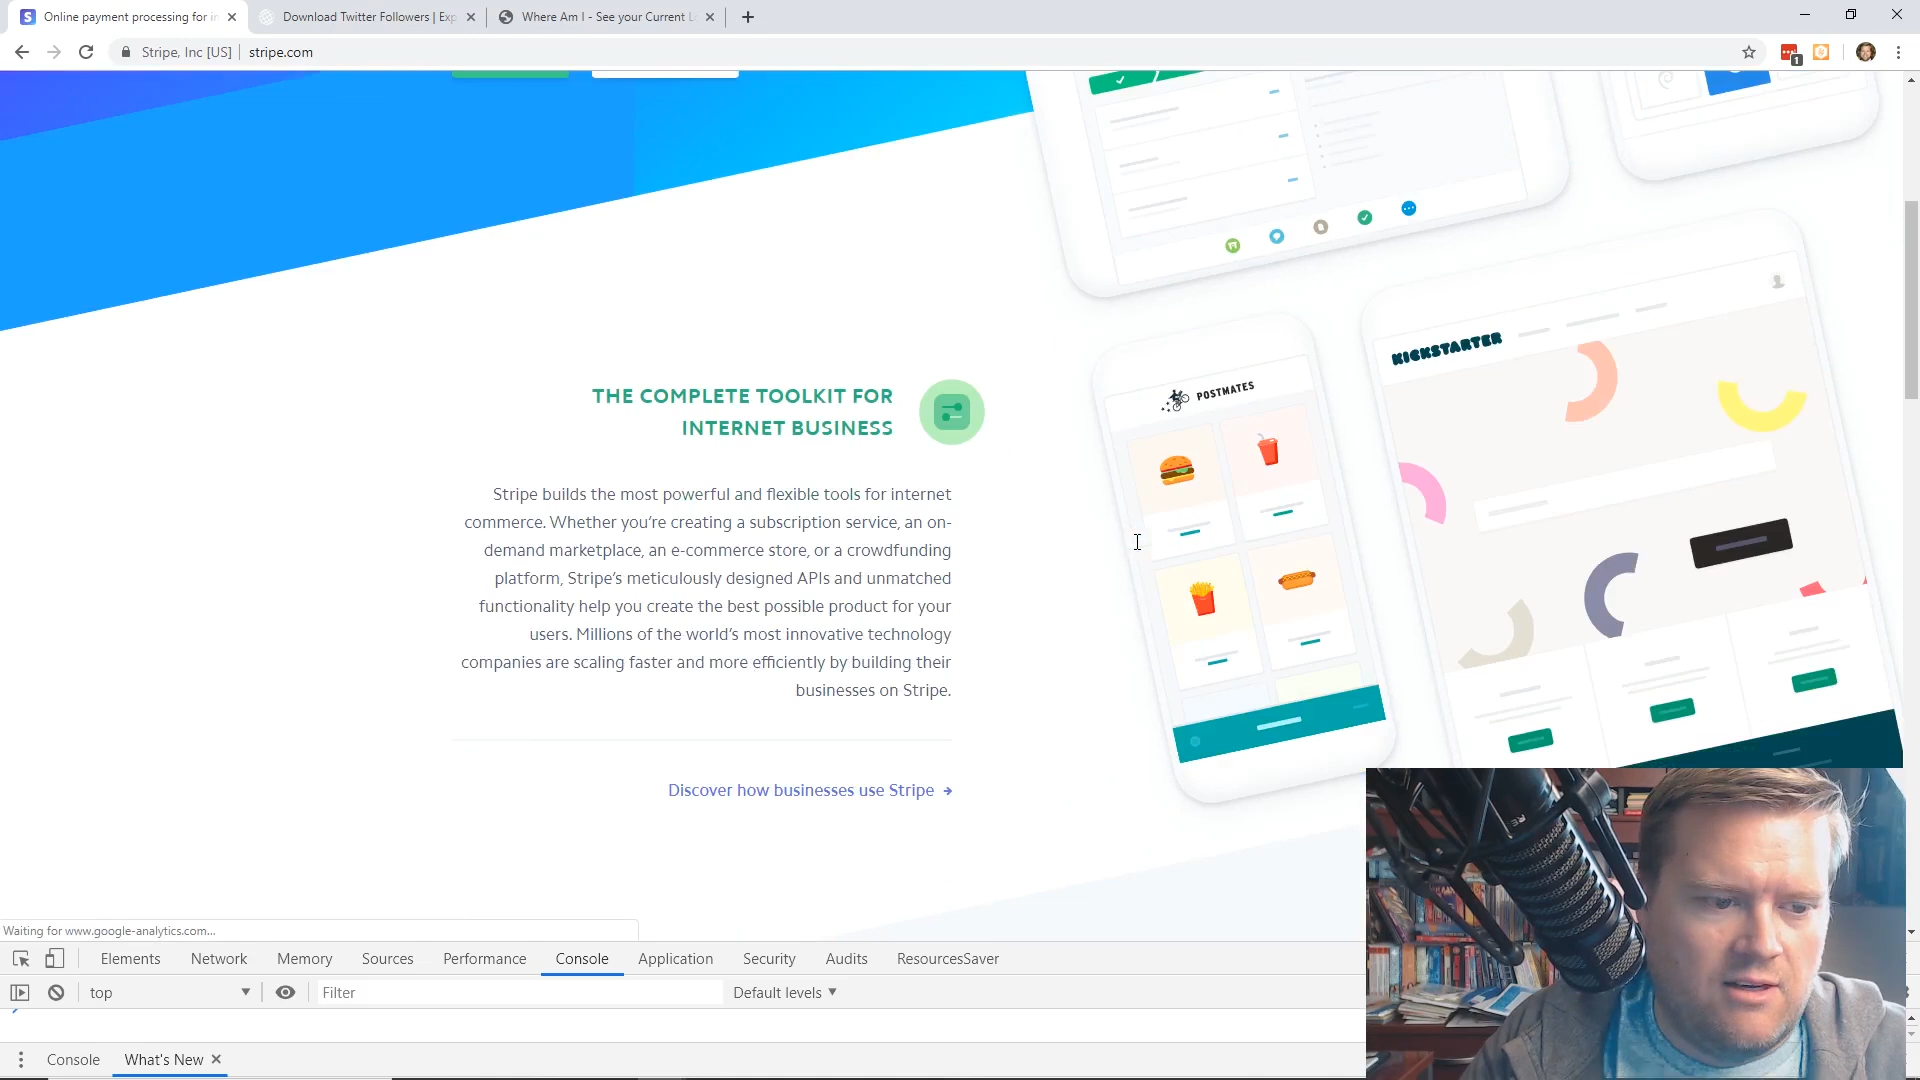 Online payment processing for in
Download Twitter Followers | Exp
Where Am I - See your Current L
Stripe, Inc [US]
stripe.com
1
KICKSTARTER
POSTMATES
THE COMPLETE TOOLKIT FOR
INTERNET BUSINESS
Stripe builds the most powerful and flexible tools for internet
commerce. Whether you’re creating a subscription service, an on-
demand marketplace, an e-commerce store, or a crowdfunding
platform, Stripe’s meticulously designed APIs and unmatched
functionality help you create the best possible product for your
users. Millions of the world’s most innovative technology
companies are scaling faster and more efficiently by building their
businesses on Stripe.
Discover how businesses use Stripe
Waiting for www.google-analytics.com...
Elements Network Memory Sources Performance Console Application Security Audits ResourcesSaver
top Filter Default levels
Console What's New